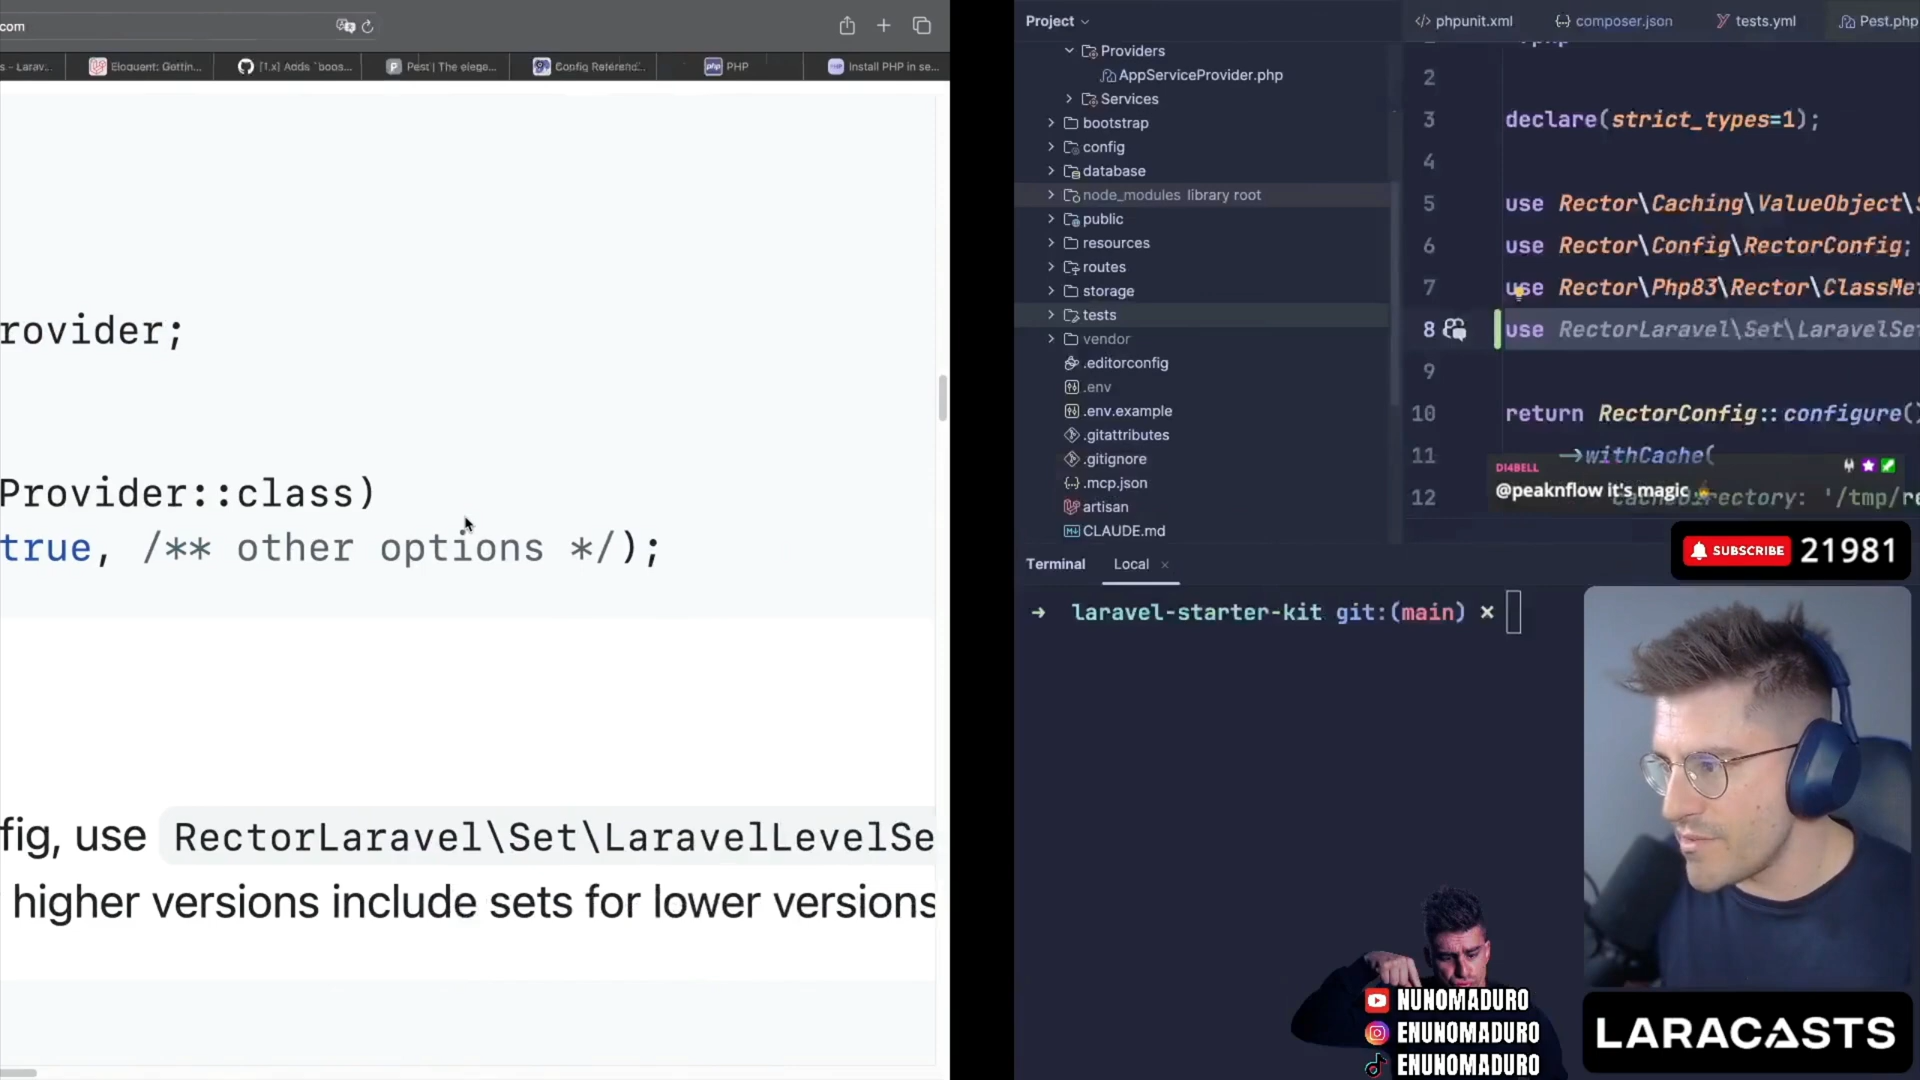 com
s - Larav...
Eloquent: Gettin...
[1.x] Adds `boos...
Pest | The elega...
Config Referenc...
PHP
Install PHP in se...
rovider;
Provider::class)
true, /** other options */);
fig, use RectorLaravel\Set\LaravelLevelSe
higher versions include sets for lower versions
Project
Providers
AppServiceProvider.php
Services
bootstrap
config
database
node_modules library root
public
resources
routes
storage
tests
vendor
.editorconfig
.env
.env.example
.gitattributes
.gitignore
.mcp.json
artisan
CLAUDE.md
phpunit.xml
composer.json
tests.yml
Pest.php
2
3 declare(strict_types=1);
4
5 use Rector\Caching\ValueObject\
6 use Rector\Config\RectorConfig;
7 use Rector\Php83\Rector\ClassMet
8 use RectorLaravel\Set\LaravelSet
9
10 return RectorConfig::configure()
11 ->withCache(
12 cacheDirectory: '/tmp/re
DI4BELL
@peaknflow it's magic
SUBSCRIBE 21981
Terminal Local
→ laravel-starter-kit git:(main) ×
NUNOMADURO
ENUNOMADURO
ENUNOMADURO
LARACASTS